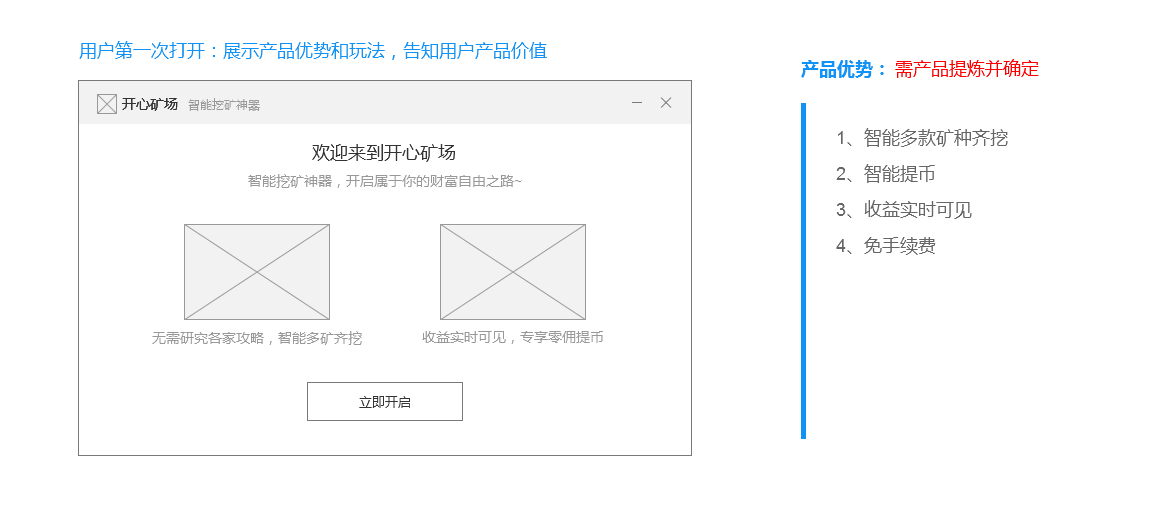 用户第一次打开：展示产品优势和玩法，告知用户产品价值
开心矿场 智能挖矿神器
欢迎来到开心矿场
智能挖矿神器，开启属于你的财富自由之路~
无需研究各家攻略，智能多矿齐挖
收益实时可见，专享零佣提币
立即开启
产品优势： 需产品提炼并确定
1、智能多款矿种齐挖
2、智能提币
3、收益实时可见
4、免手续费